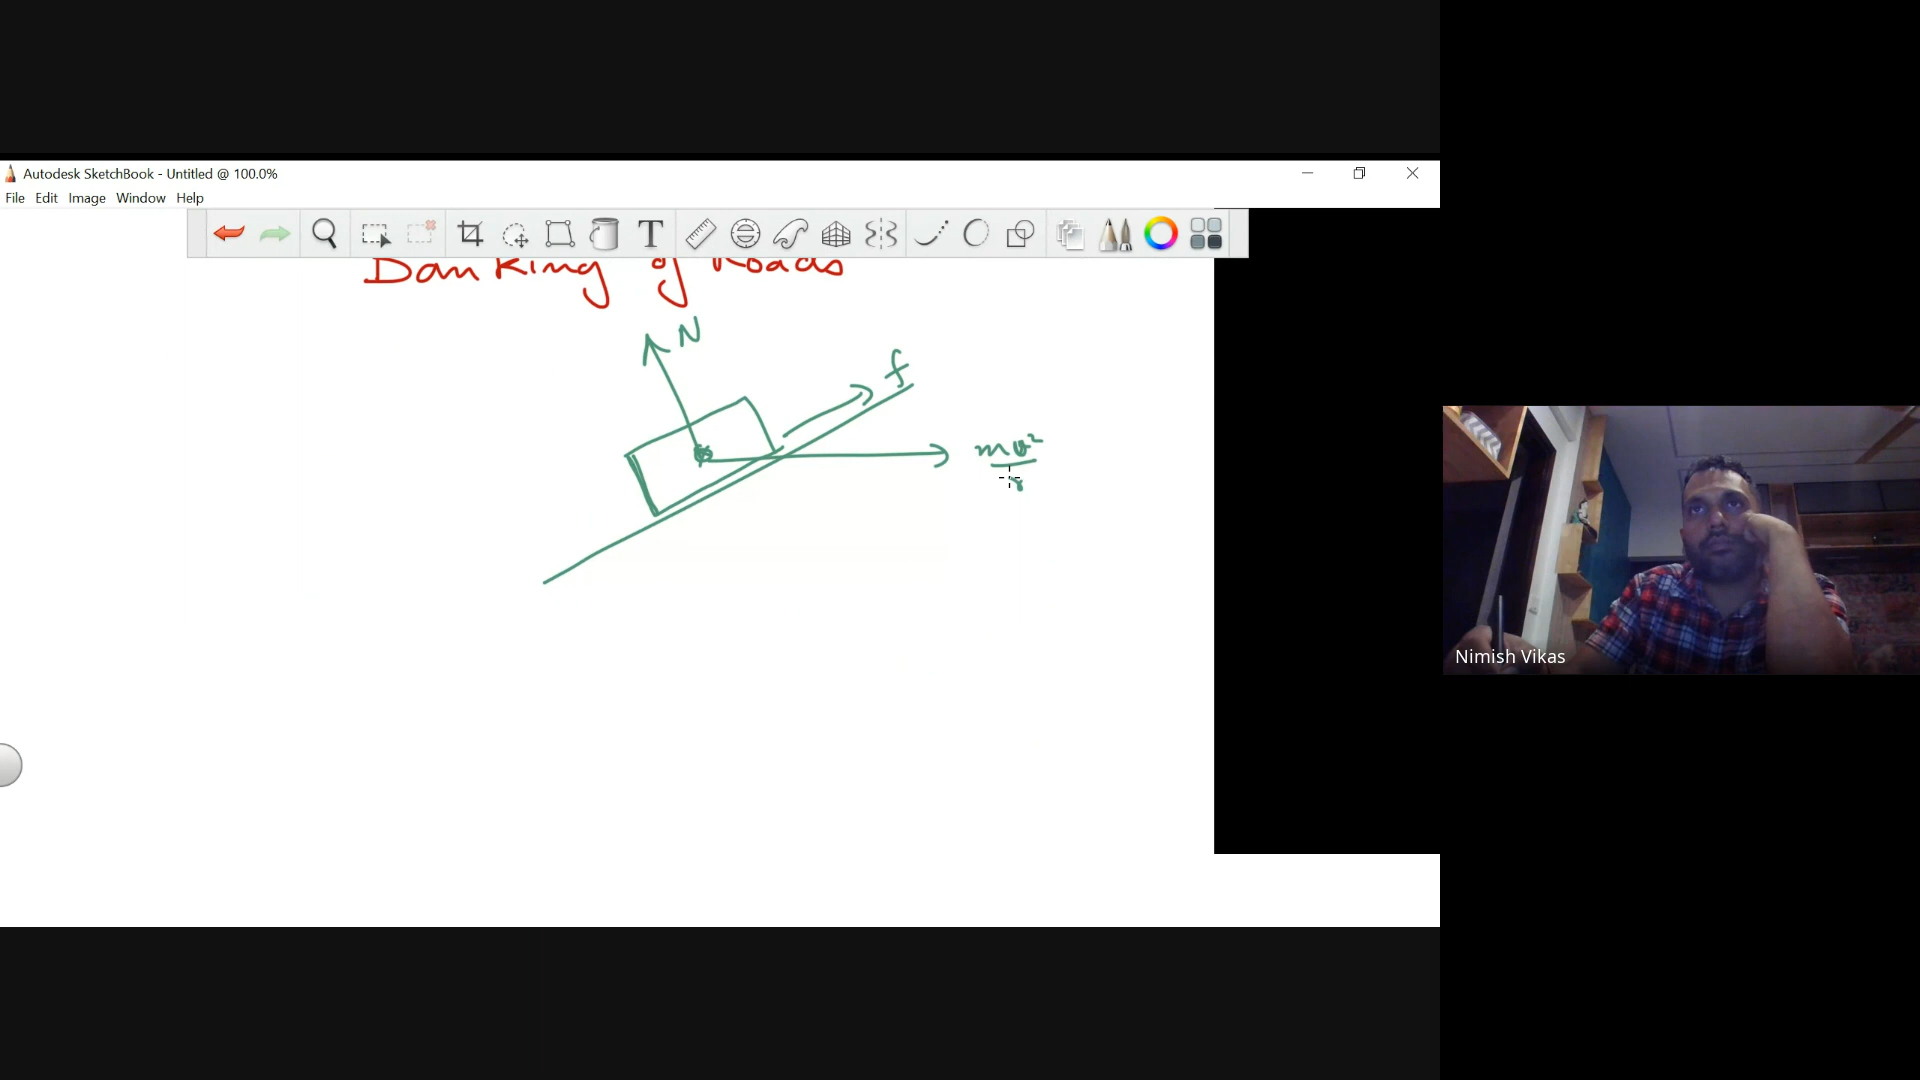 Autodesk SketchBook - Untitled @ 100.0%
File Edit Image Window Help
T
Banking of Roads
N
f
mv²
r
Nimish Vikas